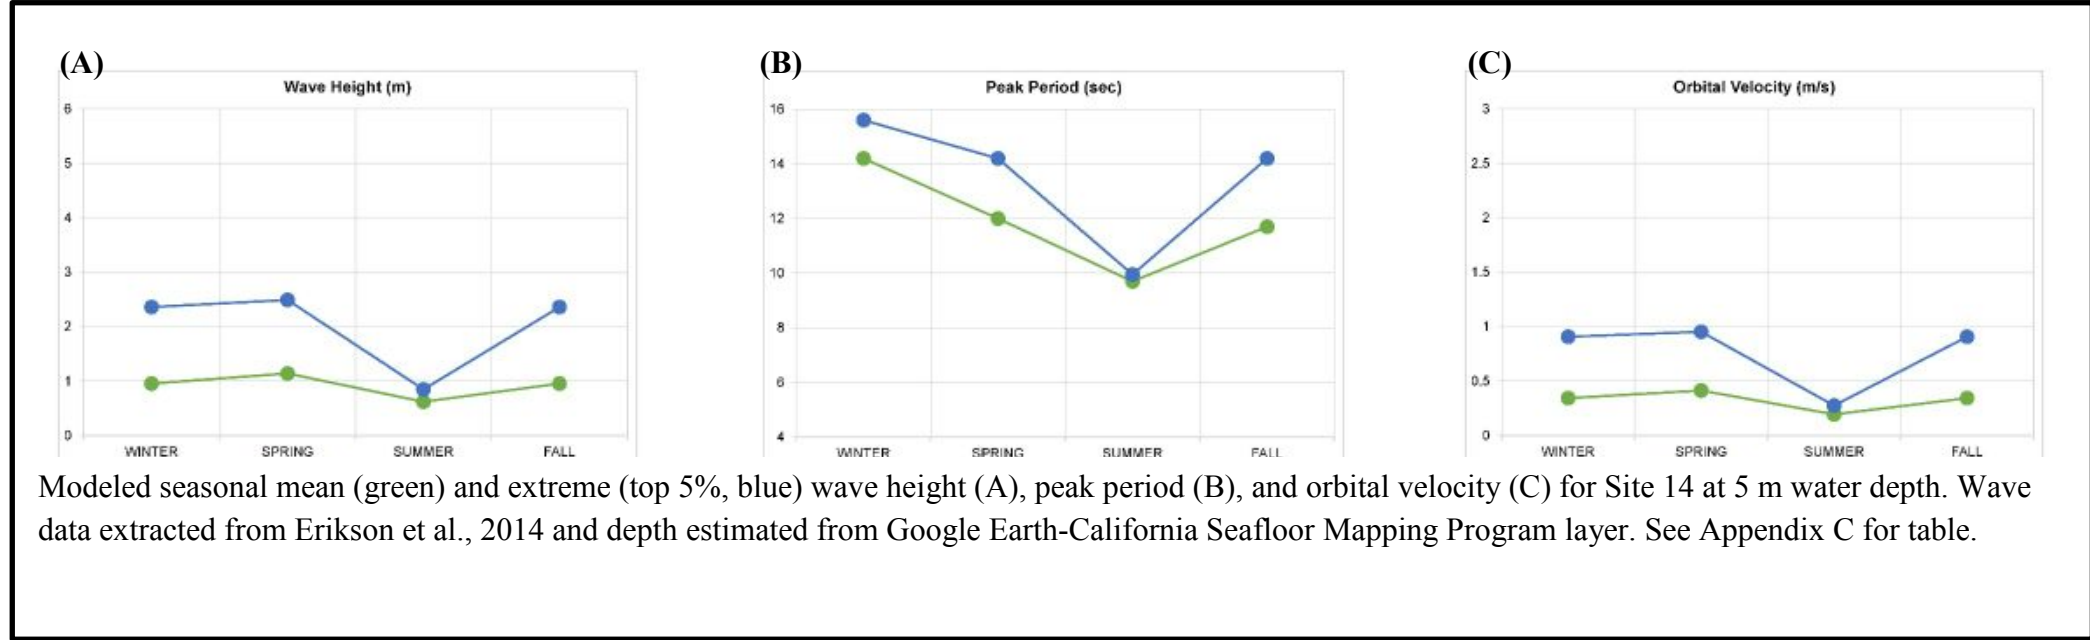 (A)
Wave Height (m)
6
5
4
3
2
1
0
WINTER SPRING SUMMER FALL
(B)
Peak Period (sec)
16
14
12
10
8
6
4
WINTER SPRING SUMMER FALL
(C)
Orbital Velocity (m/s)
3
2.5
2
1.5
1
0.5
0
WINTER SPRING SUMMER FALL
Modeled seasonal mean (green) and extreme (top 5%, blue) wave height (A), peak period (B), and orbital velocity (C) for Site 14 at 5 m water depth. Wave
data extracted from Erikson et al., 2014 and depth estimated from Google Earth-California Seafloor Mapping Program layer. See Appendix C for table.